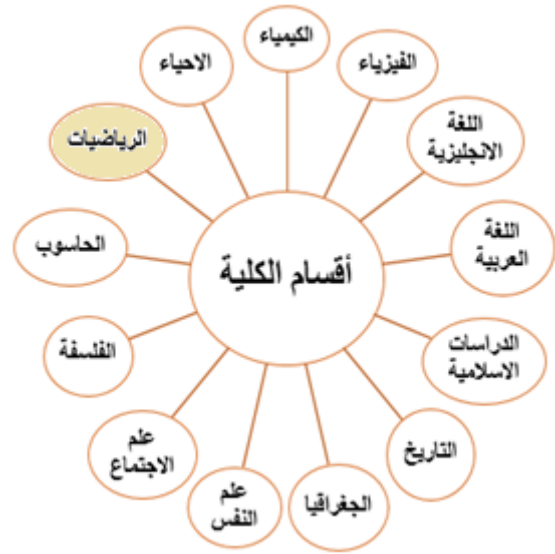 أقسام الكلية
الكيمياء
الفيزياء
اللغة
الانجليزية
اللغة
العربية
الدراسات
الاسلامية
التاريخ
الجغراقيا
علم
النفس
علم
الاجتماع
الفلسفة
الحاسوب
الرياضيات
الاحياء